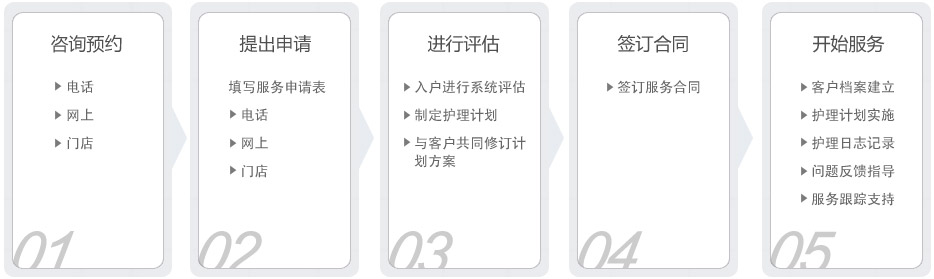 咨询预约
电话
网上
门店
01
提出申请
填写服务申请表
电话
网上
门店
02
进行评估
入户进行系统评估
制定护理计划
与客户共同修订计
划方案
03
签订合同
签订服务合同
04
开始服务
客户档案建立
护理计划实施
护理日志记录
问题反馈指导
服务跟踪支持
05